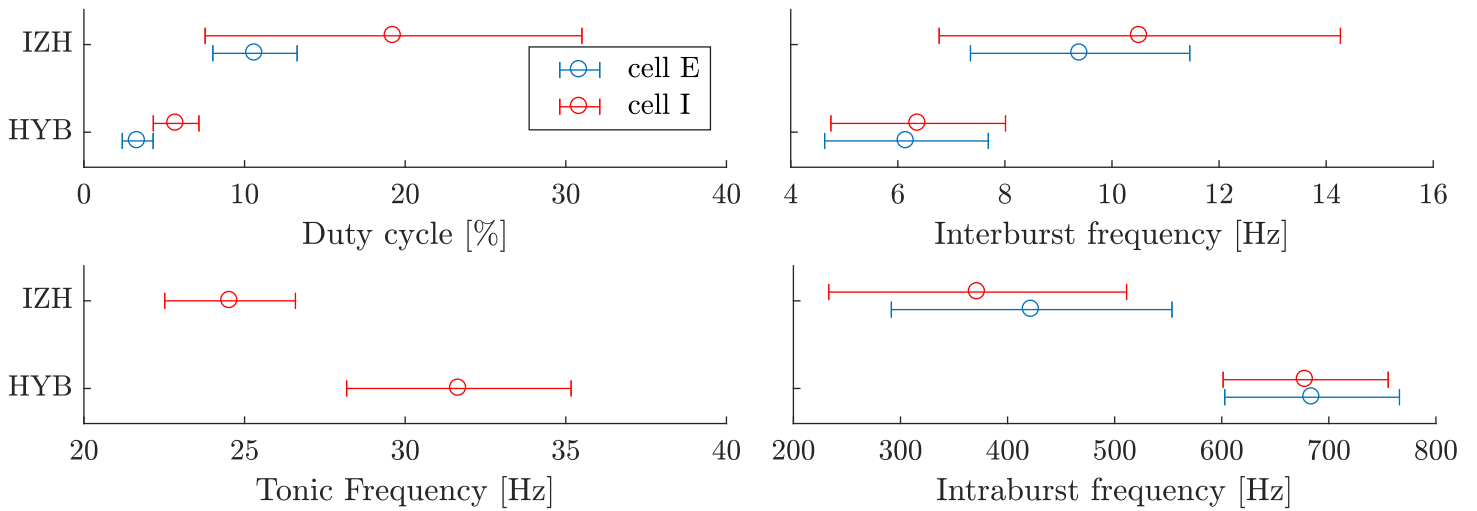 IZH
HYB
cell E
cell I
0 10 20 30 40
Duty cycle [%]
4 6 8 10 12 14 16
Interburst frequency [Hz]
IZH
HYB
20 25 30 35 40
Tonic Frequency [Hz]
200 300 400 500 600 700 800
Intraburst frequency [Hz]